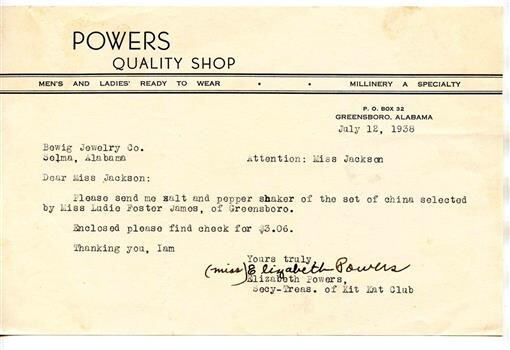 POWERS
QUALITY SHOP
MEN'S AND LADIES' READY TO WEAR • • MILLINERY A SPECIALTY
P. O. BOX 32
GREENSBORO, ALABAMA
July 12, 1938
Bewig Jewelry Co.
Selma, Alabama Attention: Miss Jackson
Dear Miss Jackson:
Please send me salt and pepper shaker of the set of china selected
by Miss Ludie Foster James, of Greensboro.
Enclosed please find check for $3.06.
Thanking you, Iam
Yours truly,
(miss) Elizabeth Powers
Elizabeth Powers,
Secy-Treas. of Kit Kat Club